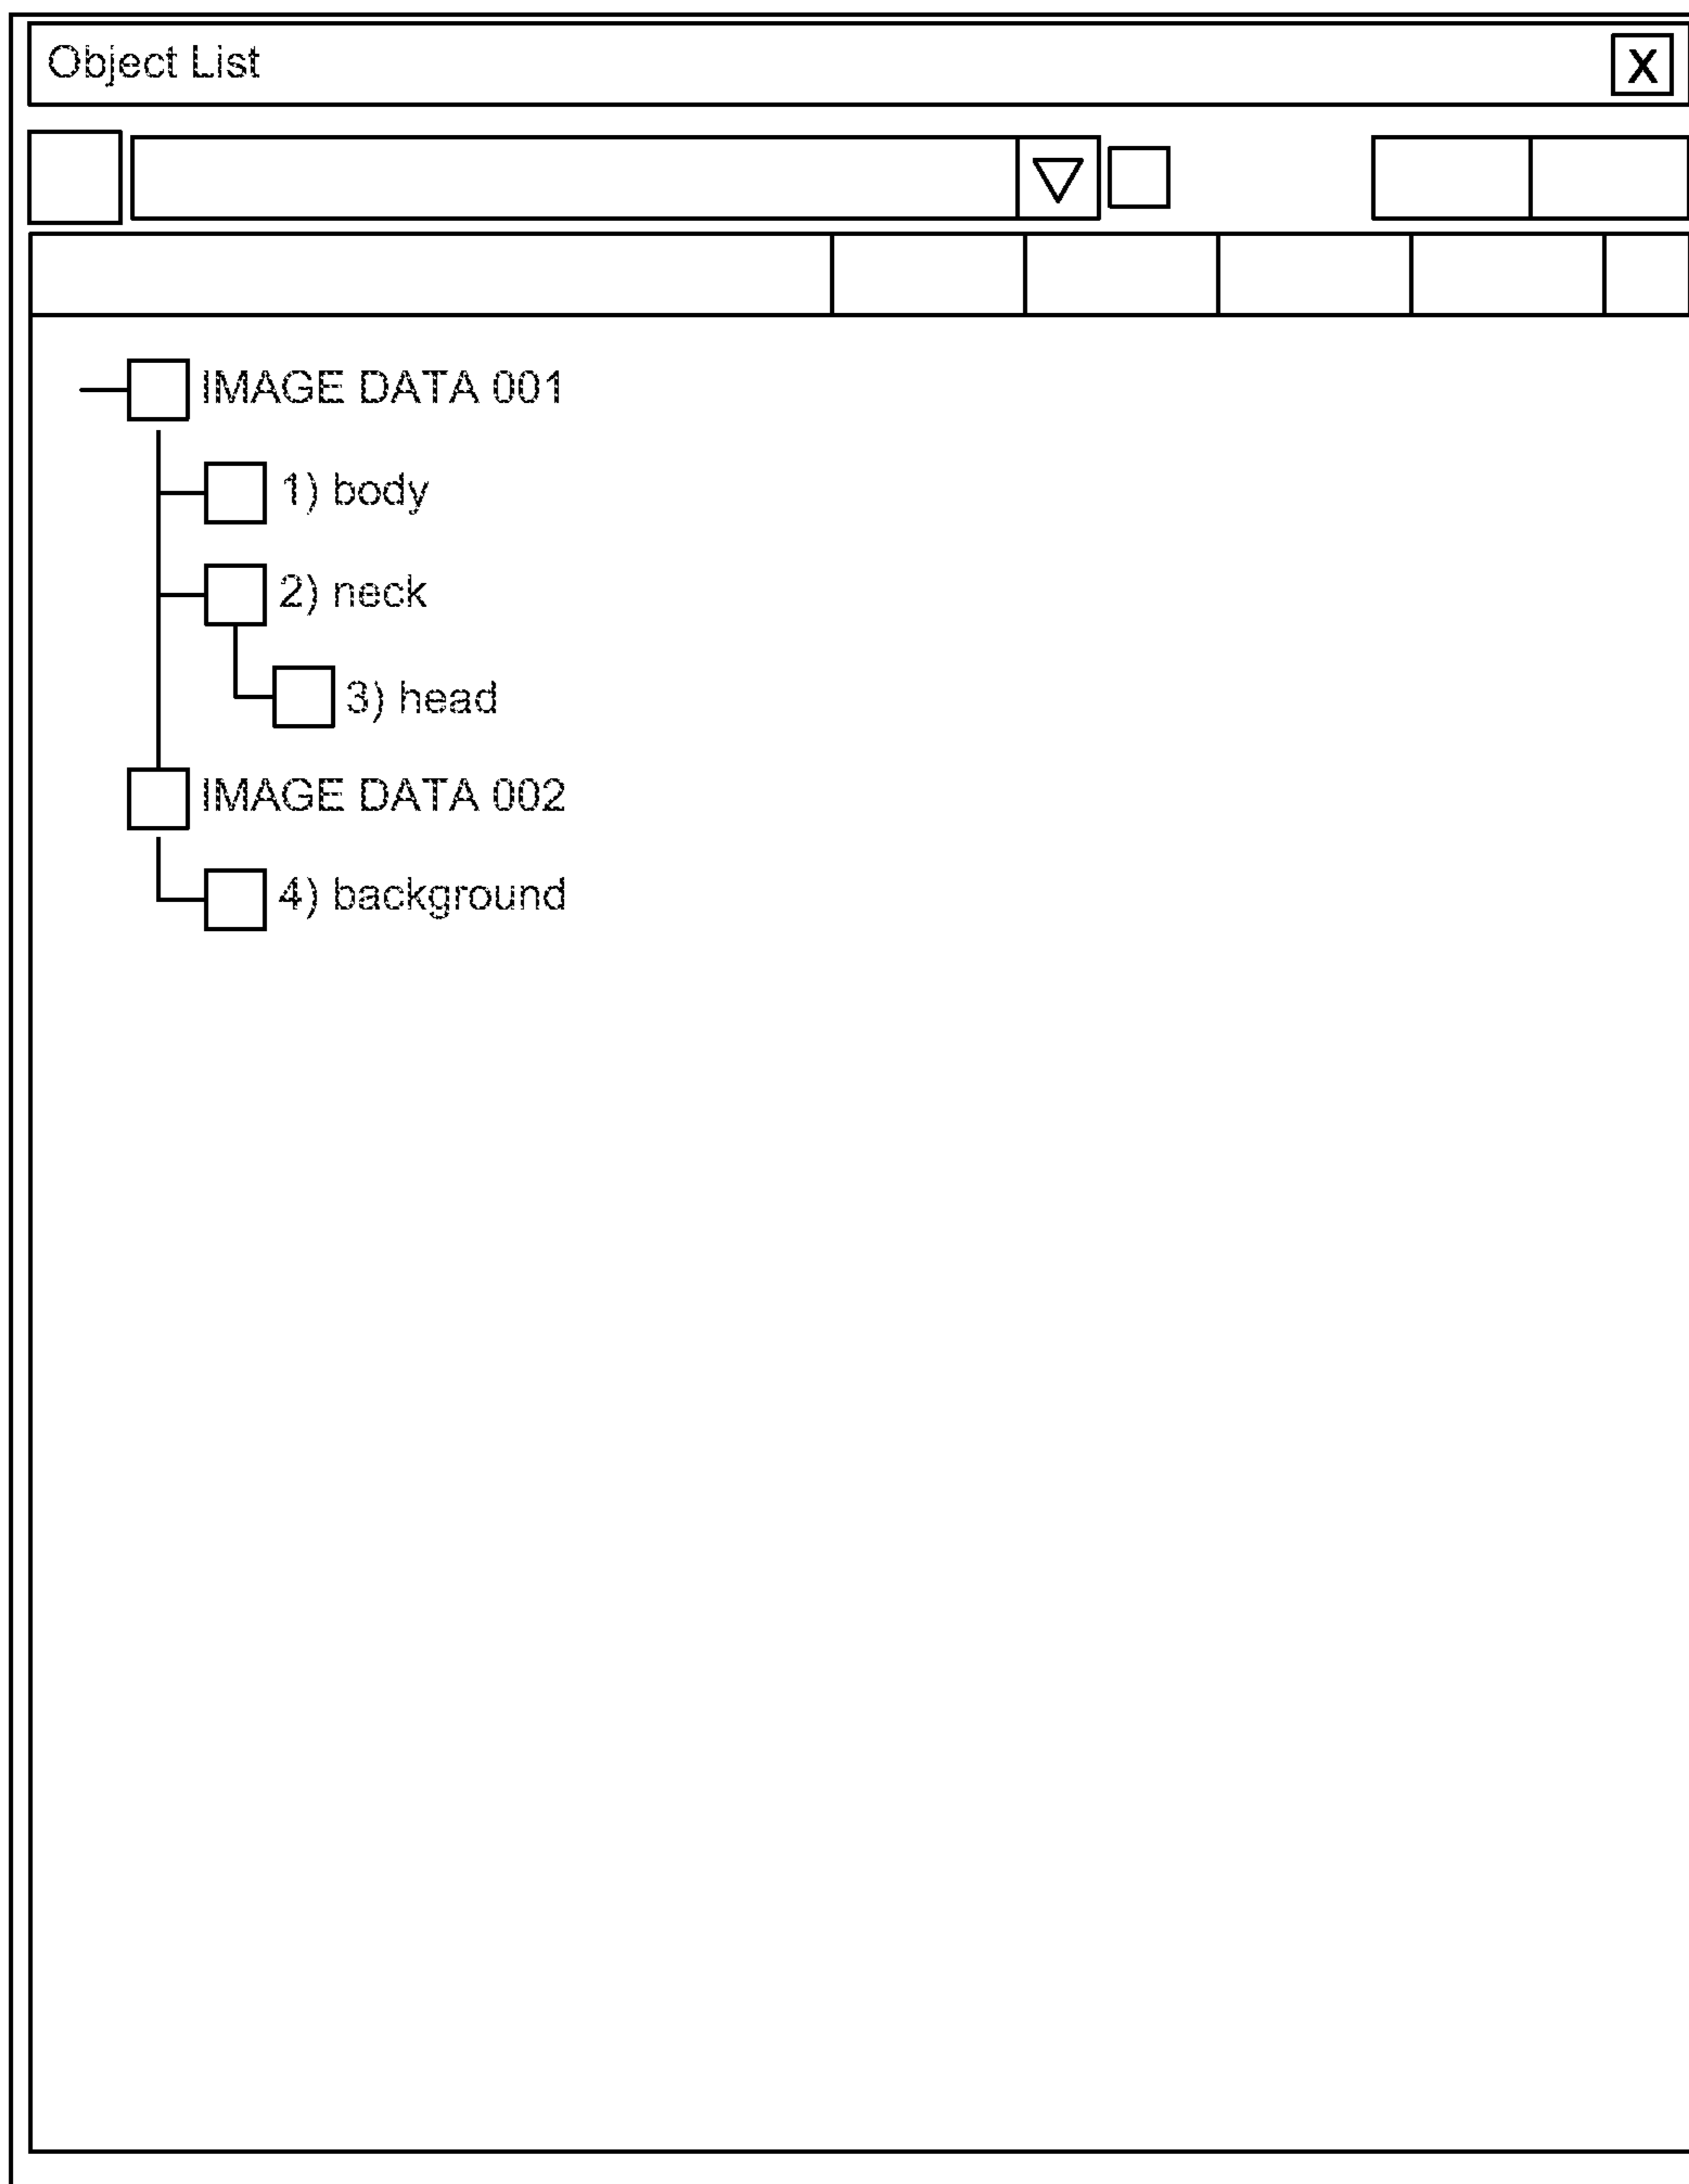 Object List X
IMAGE DATA 001
1) body
2) neck
3) head
IMAGE DATA 002
4) background